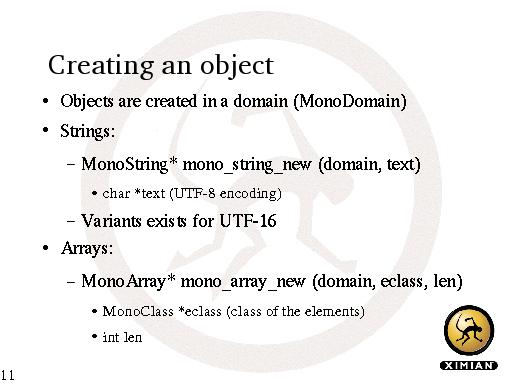 Creating an object
• Objects are created in a domain (MonoDomain)
• Strings:
– MonoString* mono_string_new (domain, text)
• char *text (UTF-8 encoding)
– Variants exists for UTF-16
• Arrays:
– MonoArray* mono_array_new (domain, eclass, len)
• MonoClass *eclass (class of the elements)
• int len
XIMIAN
11